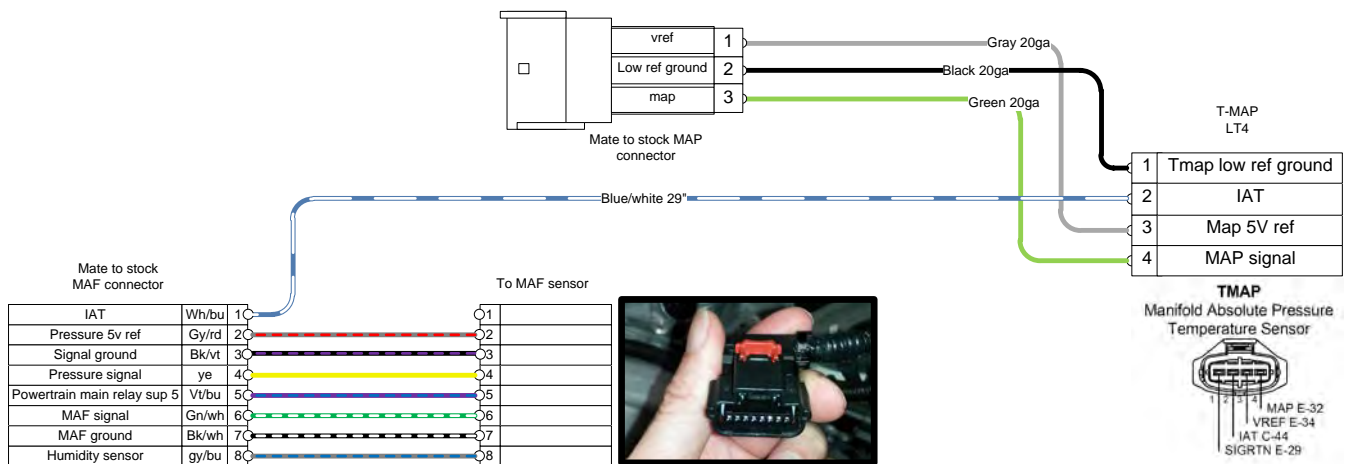 vref 1
Low ref ground 2
map 3
Gray 20ga
Black 20ga
Green 20ga
Mate to stock MAP
connector
T-MAP
LT4
1 Tmap low ref ground
2 IAT
3 Map 5V ref
4 MAP signal
Blue/white 29"
Mate to stock
MAF connector
To MAF sensor
IAT Wh/bu 1 1
Pressure 5v ref Gy/rd 2 2
Signal ground Bk/vt 3 3
Pressure signal ye 4 4
Powertrain main relay sup 5 Vt/bu 5 5
MAF signal Gn/wh 6 6
MAF ground Bk/wh 7 7
Humidity sensor gy/bu 8 8
TMAP
Manifold Absolute Pressure
Temperature Sensor
1 2 3 4
MAP E-32
VREF E-34
IAT C-44
SIGRTN E-29